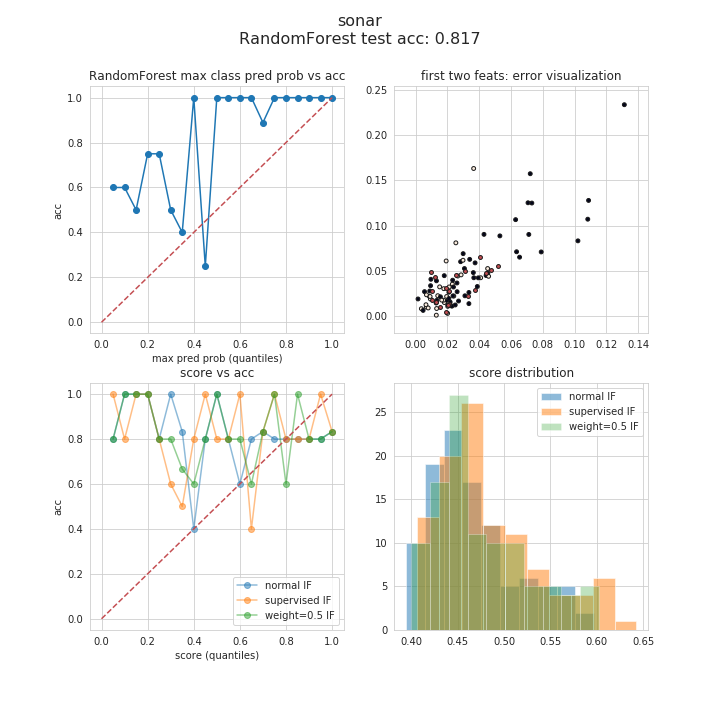 sonar
RandomForest test acc: 0.817
RandomForest max class pred prob vs acc
1.0
0.8
0.6
0.4
0.2
0.0
acc
0.0 0.2 0.4 0.6 0.8 1.0
max pred prob (quantiles)
first two feats: error visualization
0.25
0.20
0.15
0.10
0.05
0.00
0.00 0.02 0.04 0.06 0.08 0.10 0.12 0.14
score vs acc
1.0
0.8
0.6
0.4
0.2
0.0
acc
normal IF
supervised IF
weight=0.5 IF
0.0 0.2 0.4 0.6 0.8 1.0
score (quantiles)
score distribution
normal IF
supervised IF
weight=0.5 IF
25
20
15
10
5
0
0.40 0.45 0.50 0.55 0.60 0.65